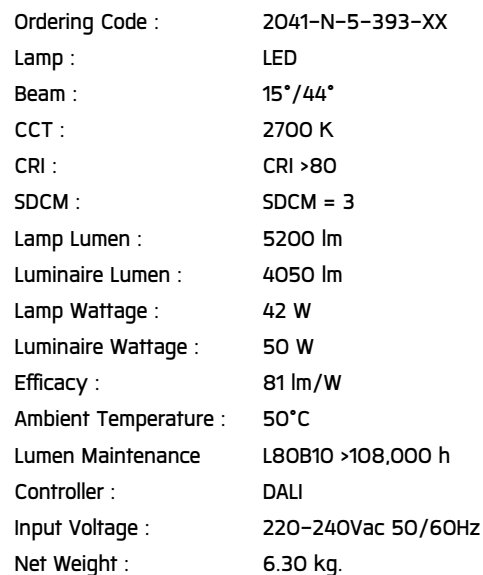 Ordering Code : 2041-N-5-393-XX
Lamp : LED
Beam : 15°/44°
CCT : 2700 K
CRI : CRI >80
SDCM : SDCM = 3
Lamp Lumen : 5200 lm
Luminaire Lumen : 4050 lm
Lamp Wattage : 42 W
Luminaire Wattage : 50 W
Efficacy : 81 lm/W
Ambient Temperature : 50°C
Lumen Maintenance L80B10 >108,000 h
Controller : DALI
Input Voltage : 220-240Vac 50/60Hz
Net Weight : 6.30 kg.